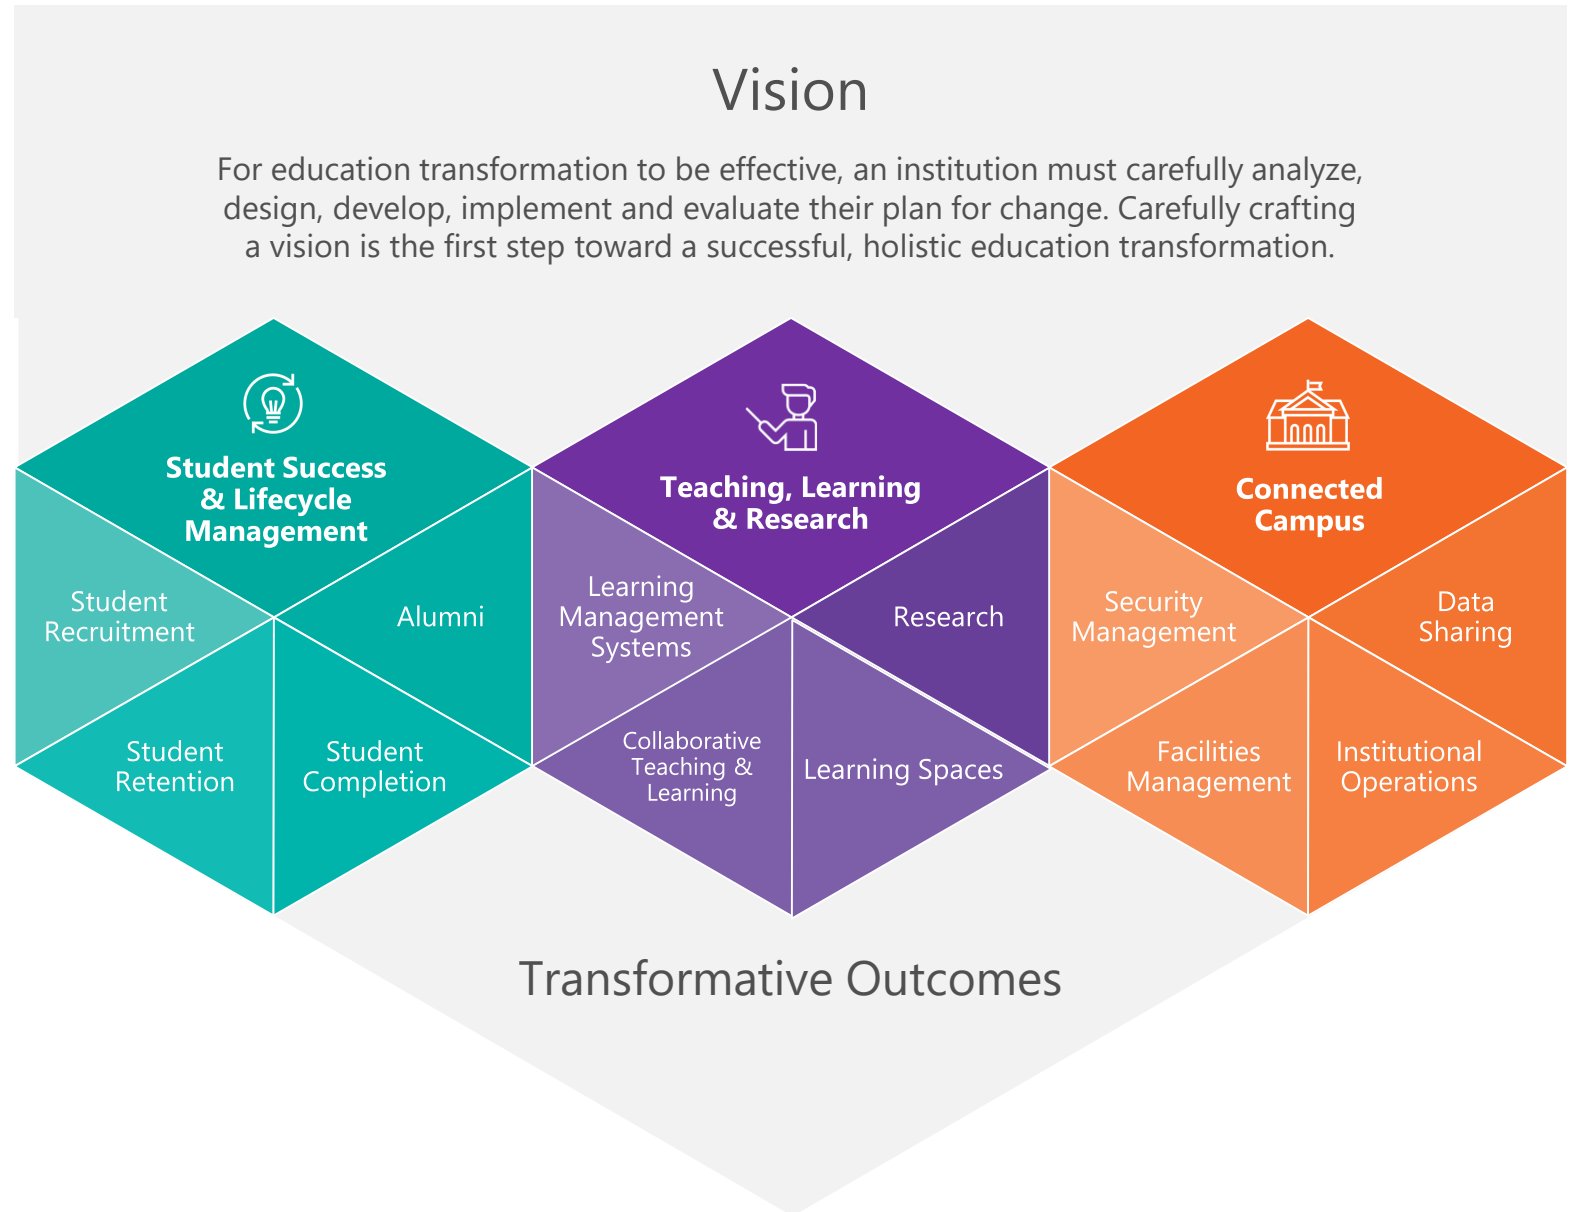 Vision
For education transformation to be effective, an institution must carefully analyze,
design, develop, implement and evaluate their plan for change. Carefully crafting
a vision is the first step toward a successful, holistic education transformation.
Student Success
& Lifecycle
Management
Student
Recruitment
Alumni
Student
Retention
Student
Completion
Teaching, Learning
& Research
Learning
Management
Systems
Research
Collaborative
Teaching &
Learning
Learning Spaces
Connected
Campus
Security
Management
Data
Sharing
Facilities
Management
Institutional
Operations
Transformative Outcomes